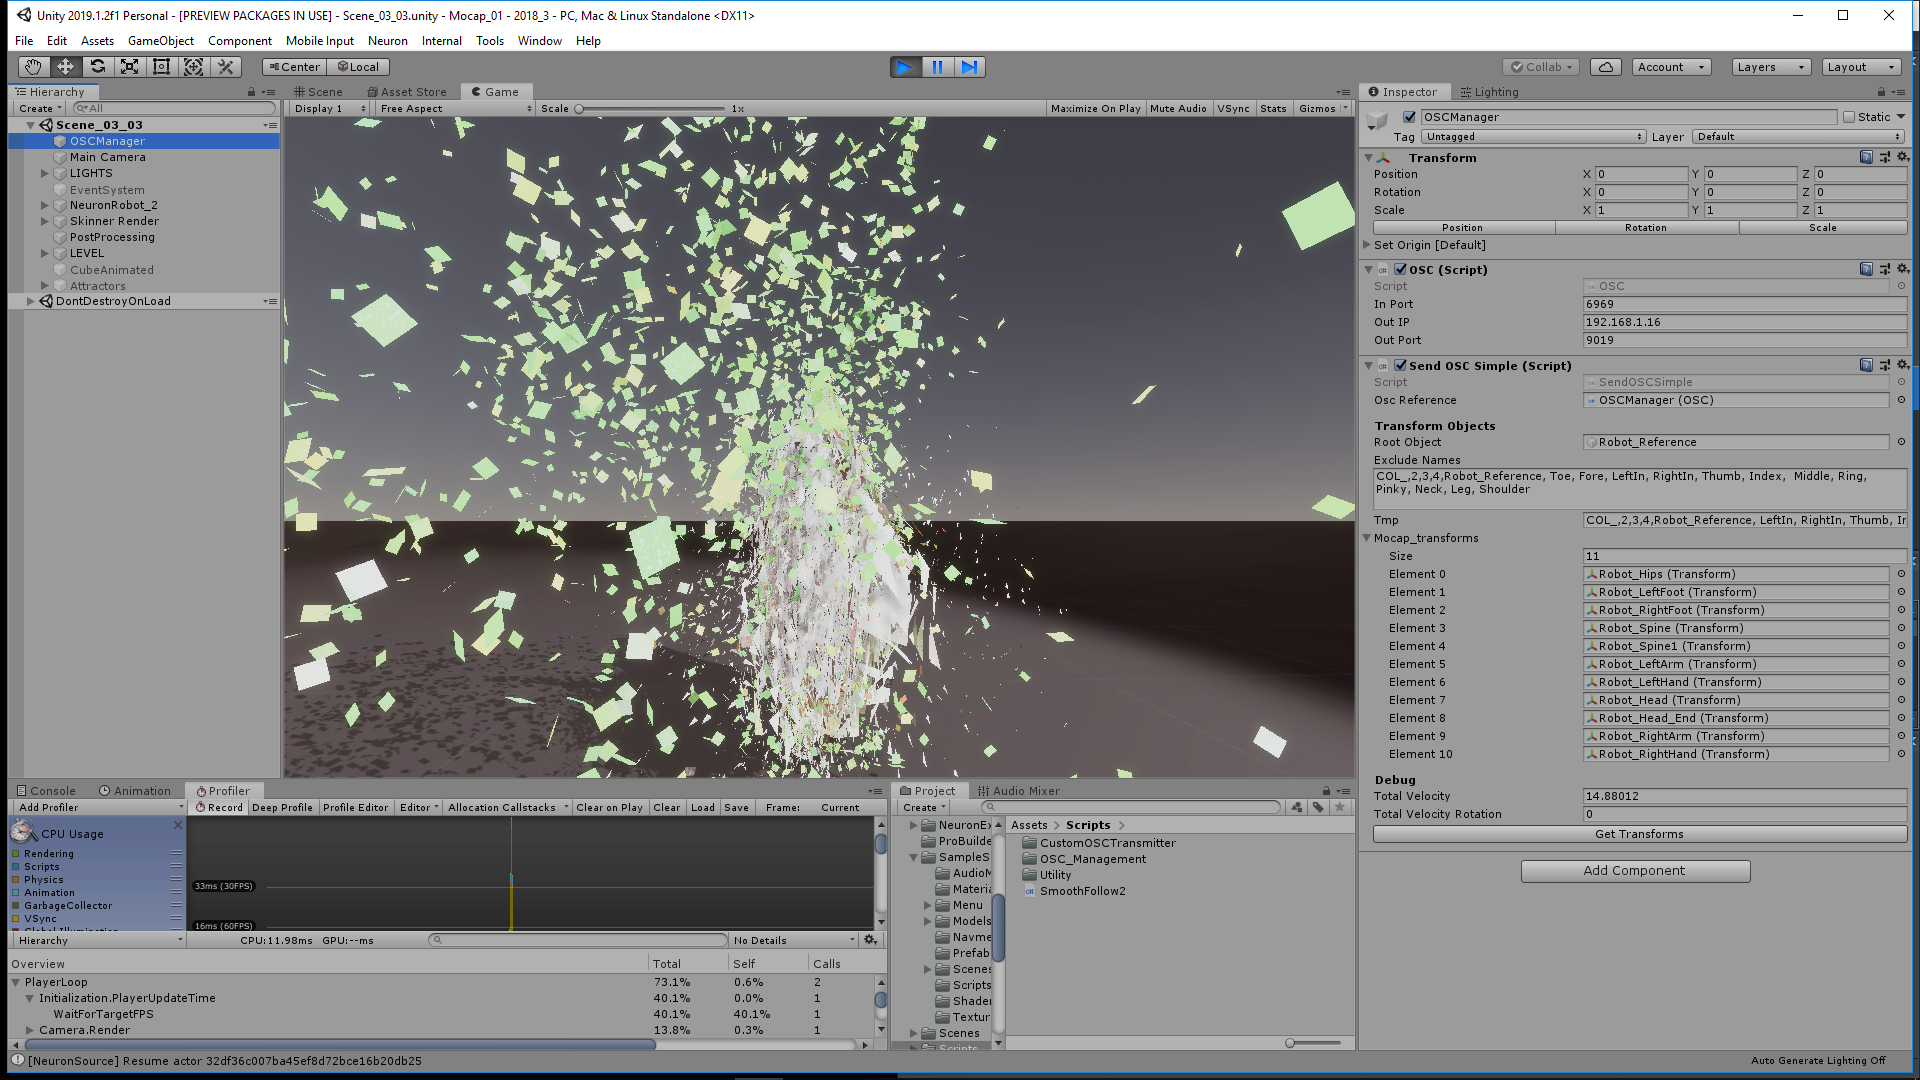 Unity 2019.1.2f1 Personal - [PREVIEW PACKAGES IN USE] - Scene_03_03.unity - Mocap_01 - 2018_3 - PC, Mac & Linux Standalone <DX11>
File Edit Assets GameObject Component Mobile Input Neuron Internal Tools Window Help
Center Local Collab Account Layers Layout
Hierarchy
Create All
Scene_03_03
OSCManager
Main Camera
LIGHTS
EventSystem
NeuronRobot_2
Skinner Render
PostProcessing
LEVEL
CubeAnimated
Attractors
DontDestroyOnLoad
Scene Asset Store Game
Display 1 Free Aspect Scale 1x Maximize On Play Mute Audio VSync Stats Gizmos
Inspector Lighting
OSCManager Static
Tag Untagged Layer Default
Transform
Position X 0 Y 0 Z 0
Rotation X 0 Y 0 Z 0
Scale X 1 Y 1 Z 1
Position Rotation Scale
Set Origin [Default]
OSC (Script)
Script OSC
In Port 6969
Out IP 192.168.1.16
Out Port 9019
Send OSC Simple (Script)
Script SendOSCSimple
Osc Reference OSCManager (OSC)
Transform Objects
Root Object Robot_Reference
Exclude Names
COL_,2,3,4,Robot_Reference, Toe, Fore, LeftIn, RightIn, Thumb, Index, Middle, Ring,
Pinky, Neck, Leg, Shoulder
Tmp COL_,2,3,4,Robot_Reference, LeftIn, RightIn, Thumb, Ir
Mocap_transforms
Size 11
Element 0 Robot_Hips (Transform)
Element 1 Robot_LeftFoot (Transform)
Element 2 Robot_RightFoot (Transform)
Element 3 Robot_Spine (Transform)
Element 4 Robot_Spine1 (Transform)
Element 5 Robot_LeftArm (Transform)
Element 6 Robot_LeftHand (Transform)
Element 7 Robot_Head (Transform)
Element 8 Robot_Head_End (Transform)
Element 9 Robot_RightArm (Transform)
Element 10 Robot_RightHand (Transform)
Debug
Total Velocity 14.88012
Total Velocity Rotation 0
Get Transforms
Add Component
Console Animation Profiler
Add Profiler Record Deep Profile Profile Editor Editor Allocation Callstacks Clear on Play Clear Load Save Frame: Current
CPU Usage
Rendering
Scripts
Physics
Animation
GarbageCollector
VSync
Global Illumination
33ms (30FPS)
16ms (60FPS)
Hierarchy CPU:11.98ms GPU:--ms No Details
Overview Total Self Calls
PlayerLoop 73.1% 0.6% 2
Initialization.PlayerUpdateTime 40.1% 0.0% 1
WaitForTargetFPS 40.1% 40.1% 1
Camera.Render 13.8% 0.3% 1
Project Audio Mixer
Create
NeuronEx
ProBuilde
SampleS
AudioM
Materia
Menu
Models
Navme
Prefab
Scenes
Scripts
Shader
Textur
Scenes
Scripts
Assets > Scripts >
CustomOSCTransmitter
OSC_Management
Utility
SmoothFollow2
[NeuronSource] Resume actor 32df36c007ba45ef8d72bce16b20db25
Auto Generate Lighting Off